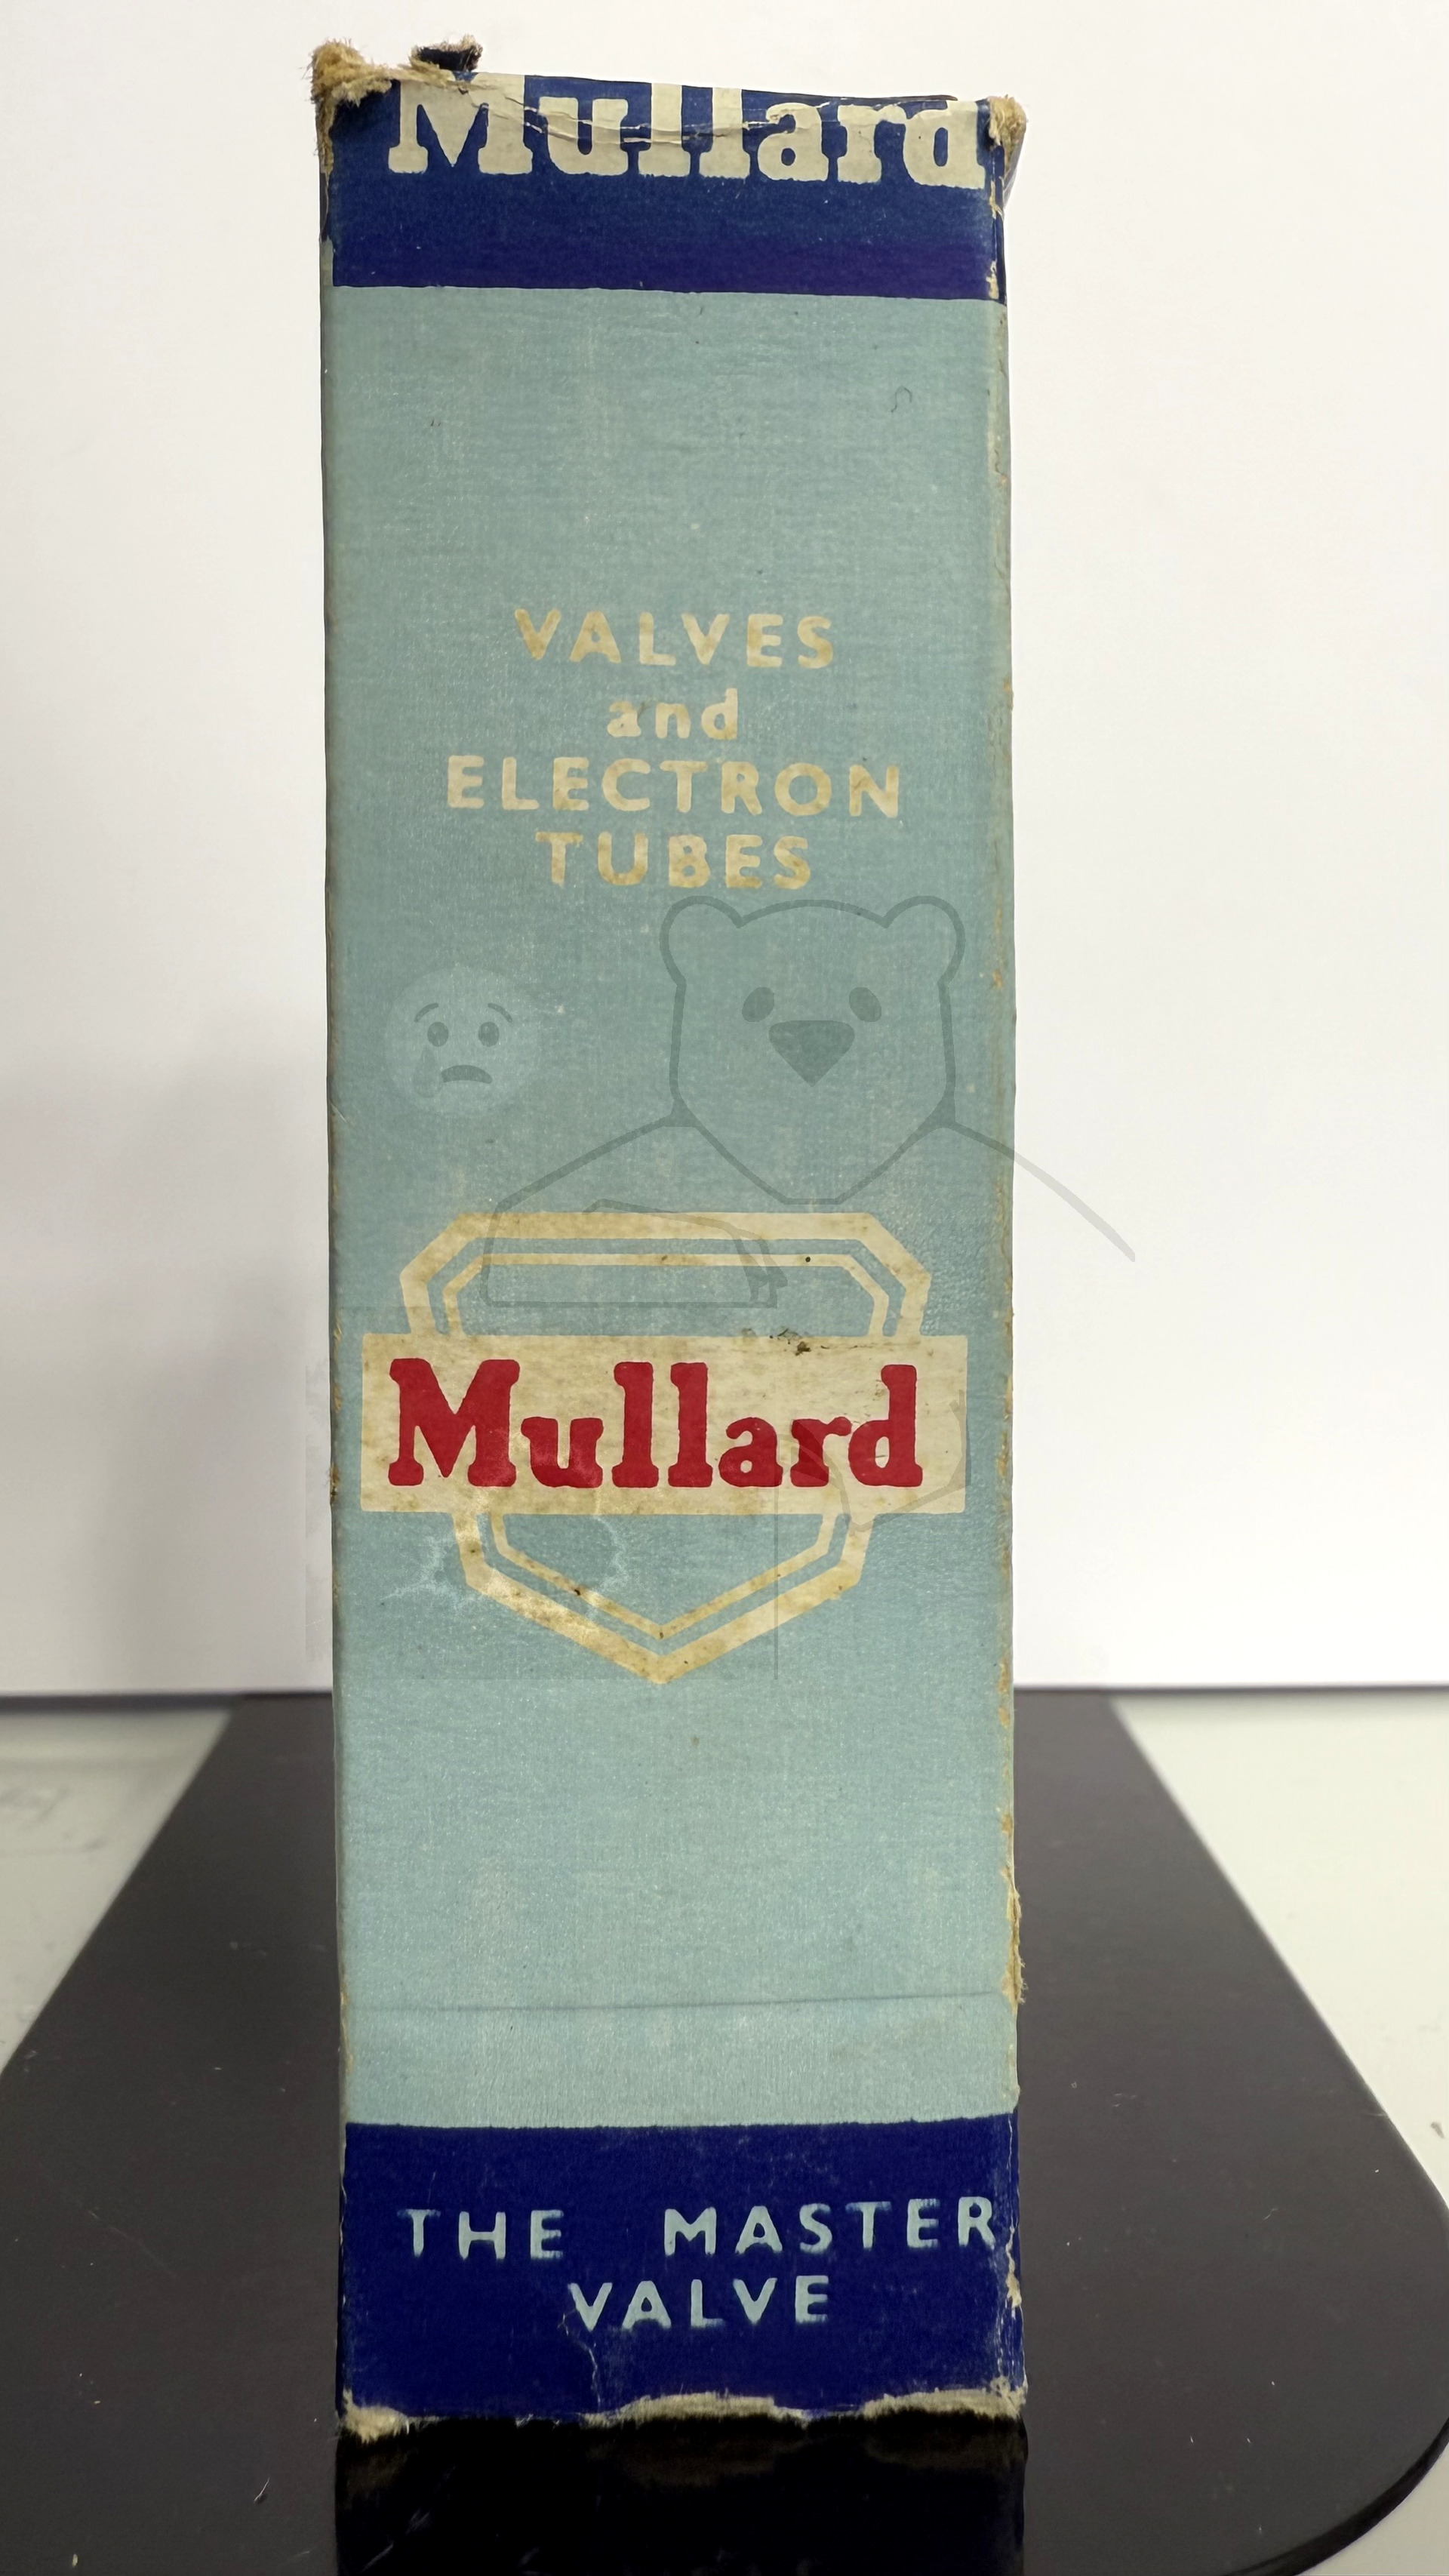 Mullard
VALVES
and
ELECTRON
TUBES
Mullard
THE MASTER
VALVE